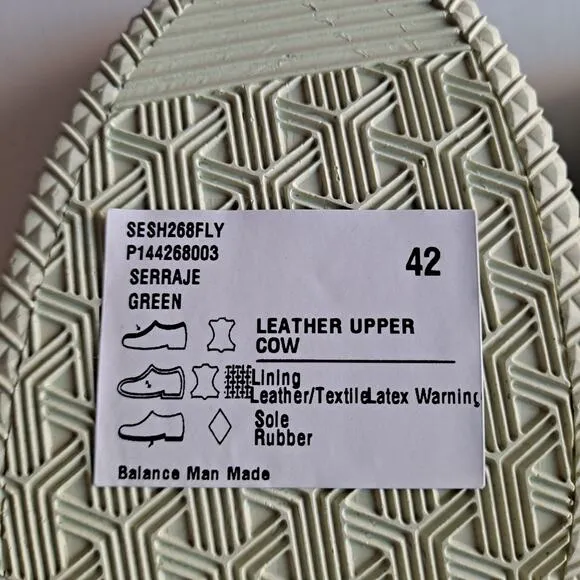 SESH268FLY
P144268003
SERRAJE
GREEN
42
LEATHER UPPER
COW
Lining
Leather/TextileLatex Warning
Sole
Rubber
Balance Man Made